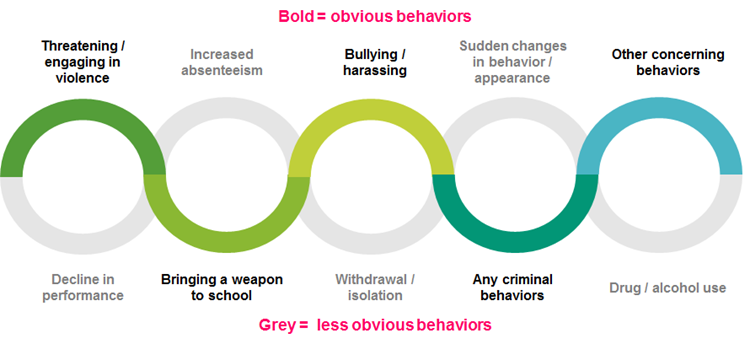 Bold = obvious behaviors
Threatening /
engaging in
violence
Increased
absenteeism
Bullying /
harassing
Sudden changes
in behavior /
appearance
Other concerning
behaviors
Decline in
performance
Bringing a weapon
to school
Withdrawal /
isolation
Any criminal
behaviors
Drug / alcohol use
Grey = less obvious behaviors